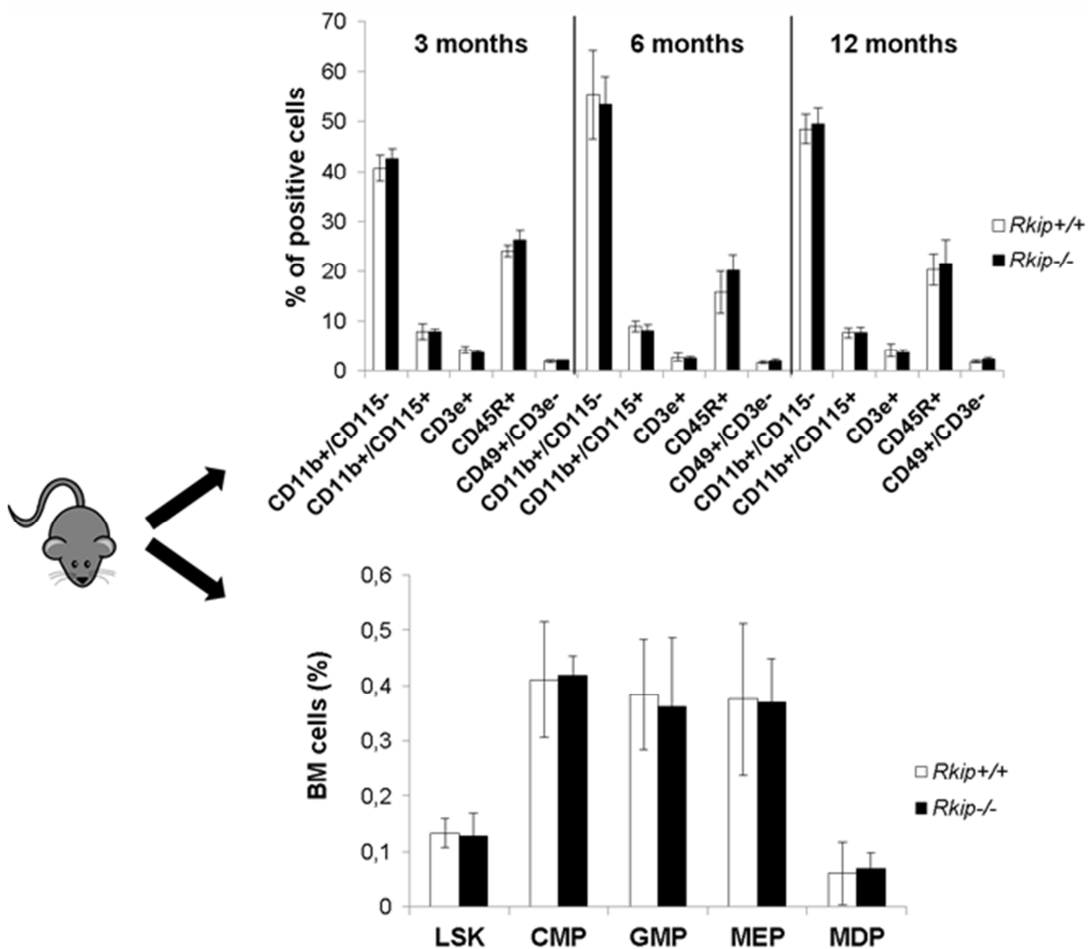 70
60
50
40
30
20
10
0
% of positive cells
3 months
6 months
12 months
Rkip+/+
Rkip-/-
CD11b+/CD115-
CD11b+/CD115+
CD3e+
CD45R+
CD49+/CD3e-
CD11b+/CD115-
CD11b+/CD115+
CD3e+
CD45R+
CD49+/CD3e-
CD11b+/CD115-
CD11b+/CD115+
CD3e+
CD45R+
CD49+/CD3e-
0,6
0,5
0,4
0,3
0,2
0,1
0
BM cells (%)
Rkip+/+
Rkip-/-
LSK
CMP
GMP
MEP
MDP